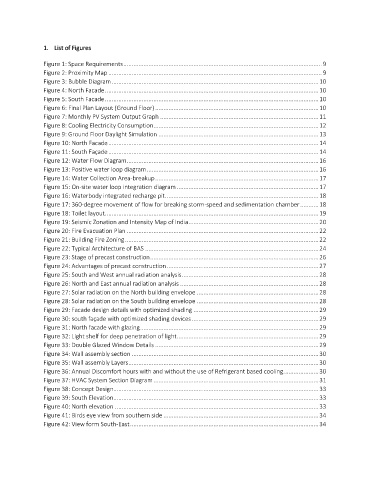 1. List of Figures
Figure 1: Space Requirements ... 9
Figure 2: Proximity Map ... 9
Figure 3: Bubble Diagram ... 10
Figure 4: North Facade ... 10
Figure 5: South Facade ... 10
Figure 6: Final Plan Layout (Ground Floor) ... 10
Figure 7: Monthly PV System Output Graph ... 11
Figure 8: Cooling Electricity Consumption ... 12
Figure 9: Ground Floor Daylight Simulation ... 13
Figure 10: North Facade ... 14
Figure 11: South Façade ... 14
Figure 12: Water Flow Diagram ... 16
Figure 13: Positive water loop diagram ... 16
Figure 14: Water Collection Area-breakup ... 17
Figure 15: On-site water loop integration diagram ... 17
Figure 16: Waterbody integrated recharge pit ... 18
Figure 17: 360-degree movement of flow for breaking storm-speed and sedimentation chamber ... 18
Figure 18: Toilet layout ... 19
Figure 19: Seismic Zonation and Intensity Map of India ... 20
Figure 20: Fire Evacuation Plan ... 22
Figure 21: Building Fire Zoning ... 22
Figure 22: Typical Architecture of BAS ... 24
Figure 23: Stage of precast construction ... 26
Figure 24: Advantages of precast construction ... 27
Figure 25: South and West annual radiation analysis ... 28
Figure 26: North and East annual radiation analysis ... 28
Figure 27: Solar radiation on the North building envelope ... 28
Figure 28: Solar radiation on the South building envelope ... 28
Figure 29: Facade design details with optimized shading ... 29
Figure 30: south façade with optimized shading devices ... 29
Figure 31: North facade with glazing ... 29
Figure 32: Light shelf for deep penetration of light ... 29
Figure 33: Double Glazed Window Details ... 29
Figure 34: Wall assembly section ... 30
Figure 35: Wall assembly Layers ... 30
Figure 36: Annual Discomfort hours with and without the use of Refrigerant based cooling ... 30
Figure 37: HVAC System Section Diagram ... 31
Figure 38: Concept Design ... 33
Figure 39: South Elevation ... 33
Figure 40: North elevation ... 33
Figure 41: Birds eye view from southern side ... 34
Figure 42: View form South-East ... 34